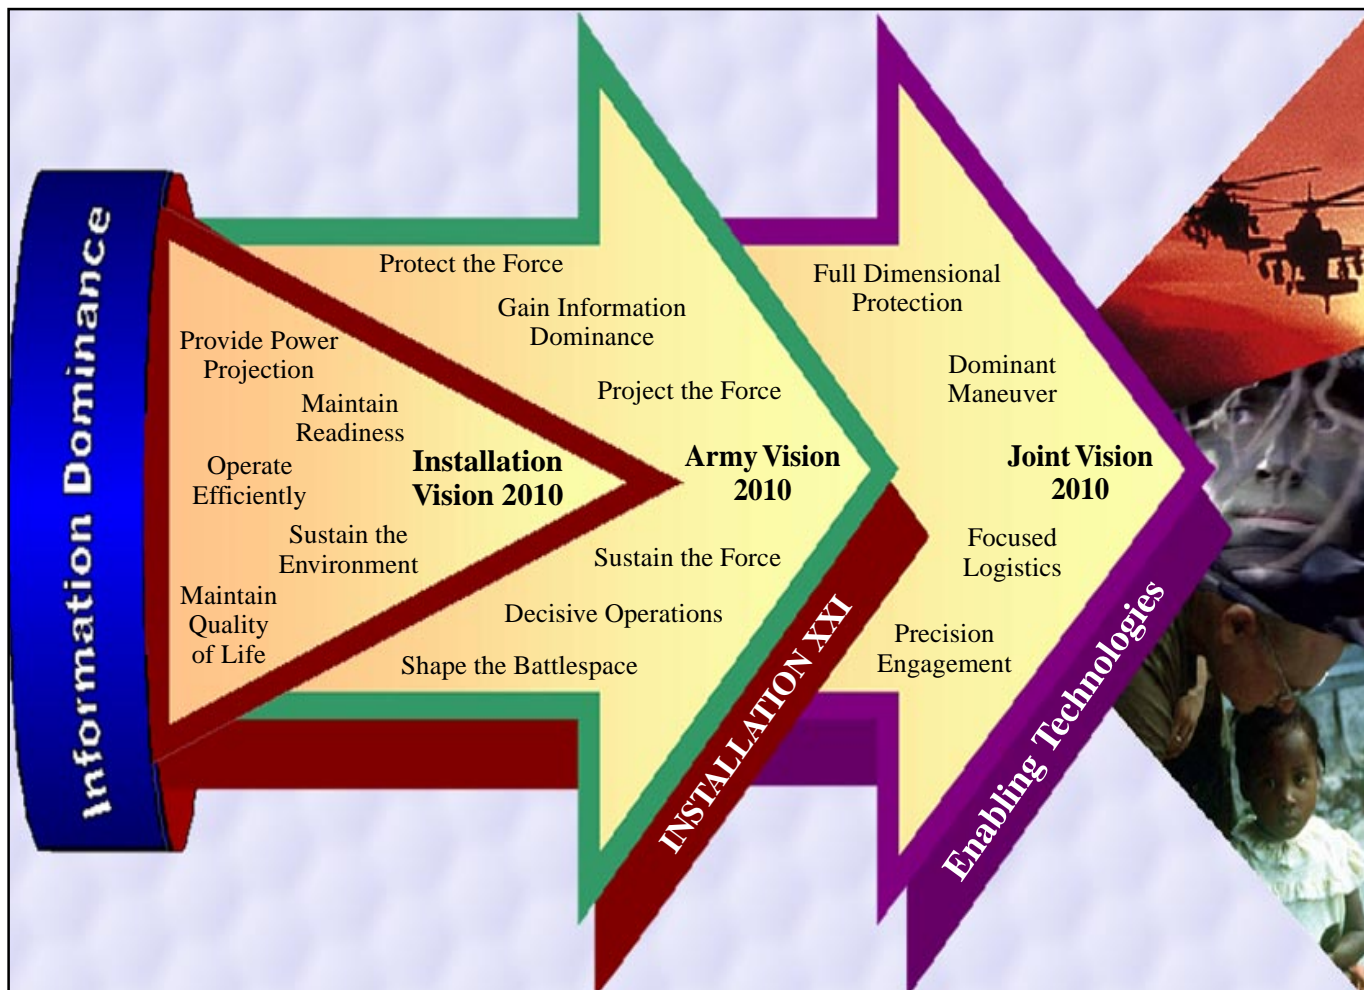 Information Dominance
Provide Power
Projection
Maintain
Readiness
Operate
Efficiently
Installation
Vision 2010
Sustain the
Environment
Maintain
Quality
of Life
Protect the Force
Gain Information
Dominance
Project the Force
Army Vision
2010
Sustain the Force
Decisive Operations
Shape the Battlespace
INSTALLATION XXI
Full Dimensional
Protection
Dominant
Maneuver
Joint Vision
2010
Focused
Logistics
Precision
Engagement
Enabling Technologies